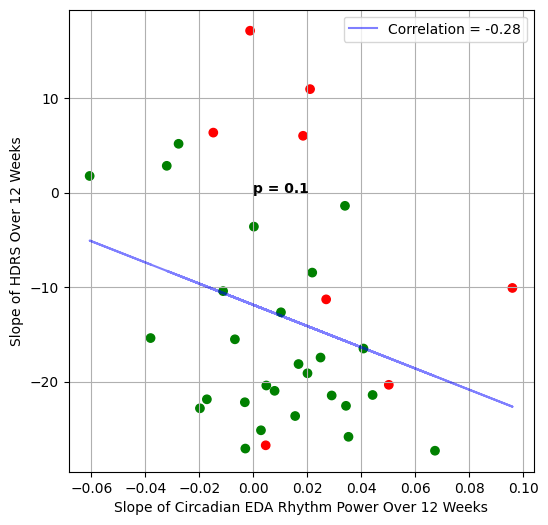 Correlation = -0.28
10
0
−10
−20
p = 0.1
Slope of HDRS Over 12 Weeks
−0.06 −0.04 −0.02 0.00 0.02 0.04 0.06 0.08 0.10
Slope of Circadian EDA Rhythm Power Over 12 Weeks